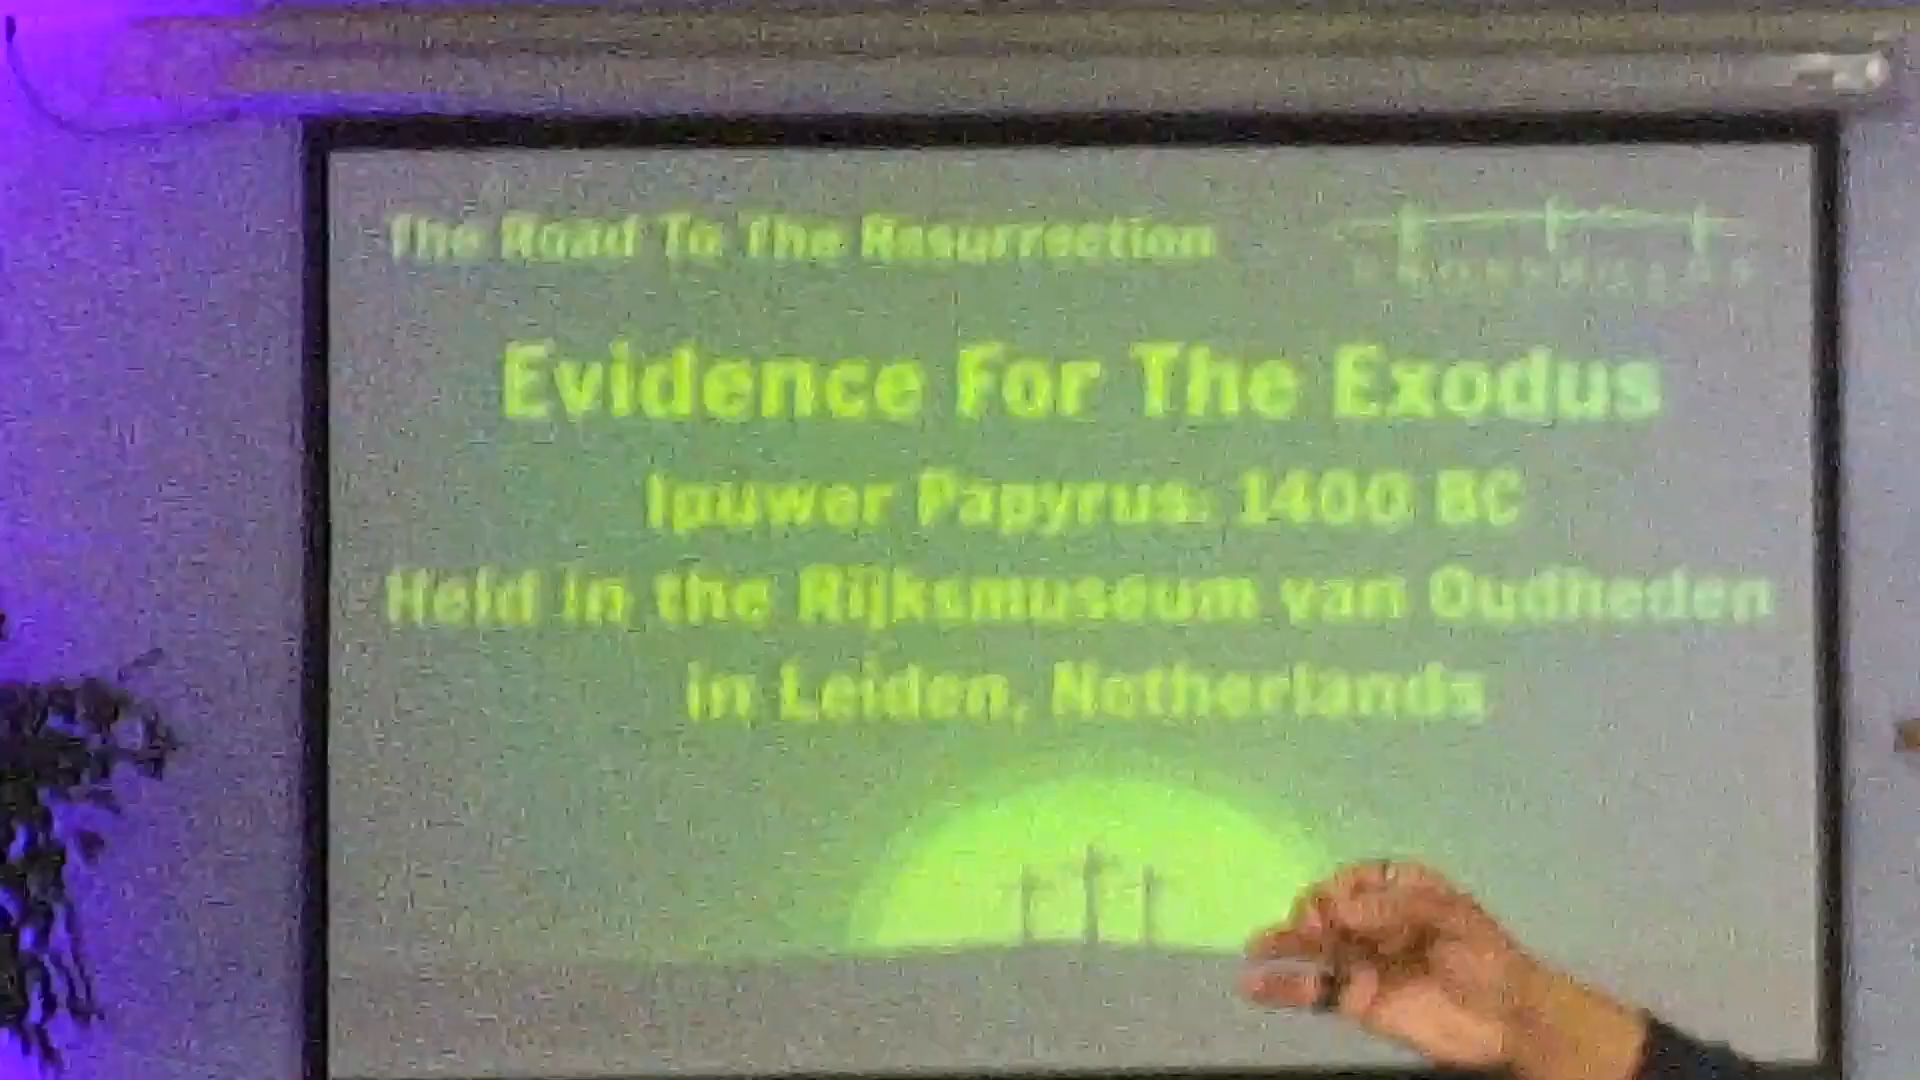 The Road To The Resurrection
Evidence For The Exodus
Ipuwer Papyrus. 1400 BC
Held in the Rijksmuseum van Oudheden
in Leiden, Netherlands